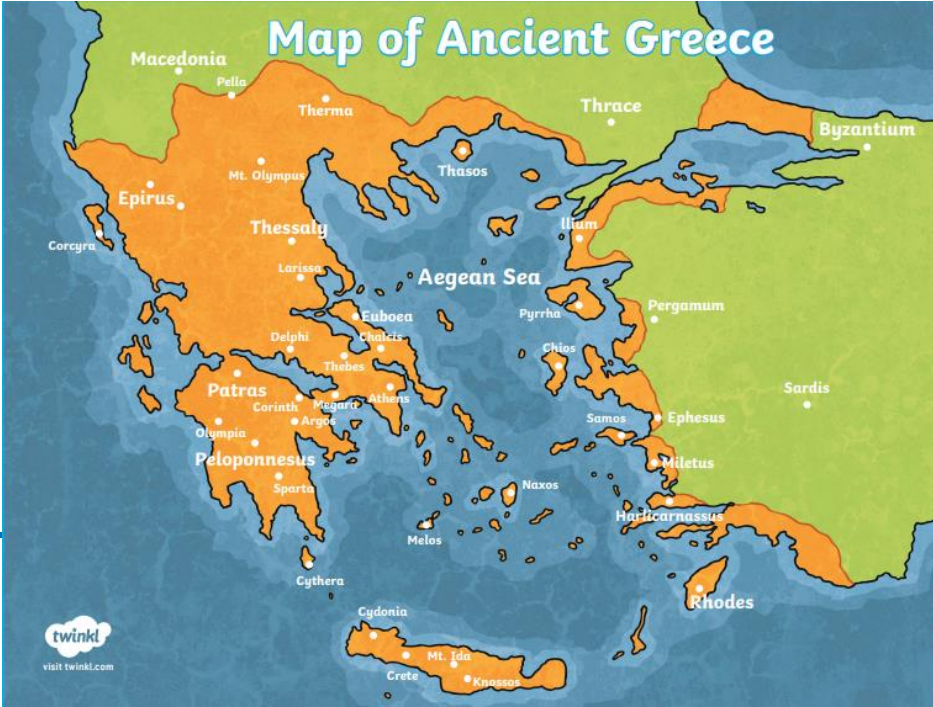 Map of Ancient Greece
Macedonia
Pella
Therma
Thrace
Byzantium
Thasos
Mt. Olympus
Epirus
Thessaly
Ilium
Corcyra
Larissa
Aegean Sea
Pyrrha
Pergamum
Euboea
Delphi
Chalcis
Thebes
Chios
Patras
Corinth
Megara
Athens
Sardis
Olympia
Argos
Samos
Ephesus
Peloponnesus
Miletus
Sparta
Naxos
Harlicarnassus
Melos
Cythera
Rhodes
Cydonia
twinkl
visit twinkl.com
Mt. Ida
Crete
Knossos